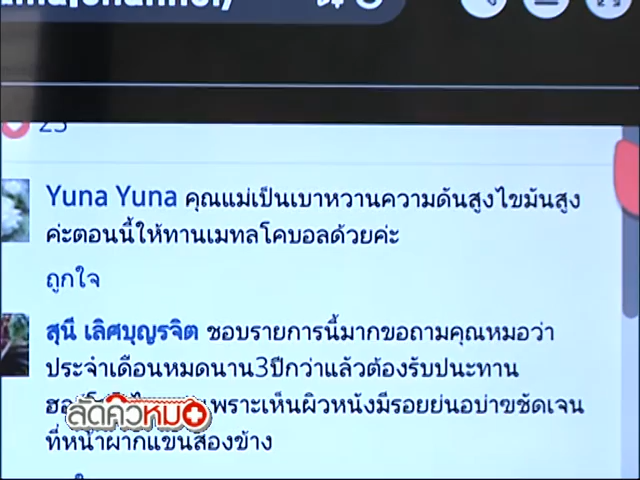 25
Yuna Yuna คุณแม่เป็นเบาหวานความดันสูงไขมันสูง
ค่ะตอนนี้ให้ทานเมทลโคบอลด้วยค่ะ
ถูกใจ
สุนี เลิศบุญรจิต ชอบรายการนี้มากขอถามคุณหมอว่า
ประจำเดือนหมดนาน3ปีกว่าแล้วต้องรับปนะทาน
เพราะเห็นผิวหนังมีรอยย่นอบ่าฃชัดเจน
ลัดคิวหมอ
ที่หน้าผากแขนสองข้าง